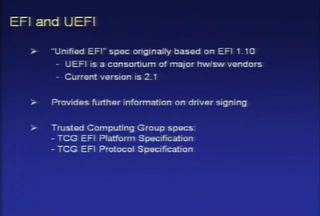 EFI and UEFI
➤ "Unified EFI" spec originally based on EFI 1.10
- UEFI is a consortium of major hw/sw vendors
- Current version is 2.1
➤ Provides further information on driver signing
➤ Trusted Computing Group specs:
- TCG EFI Platform Specification
- TCG EFI Protocol Specification